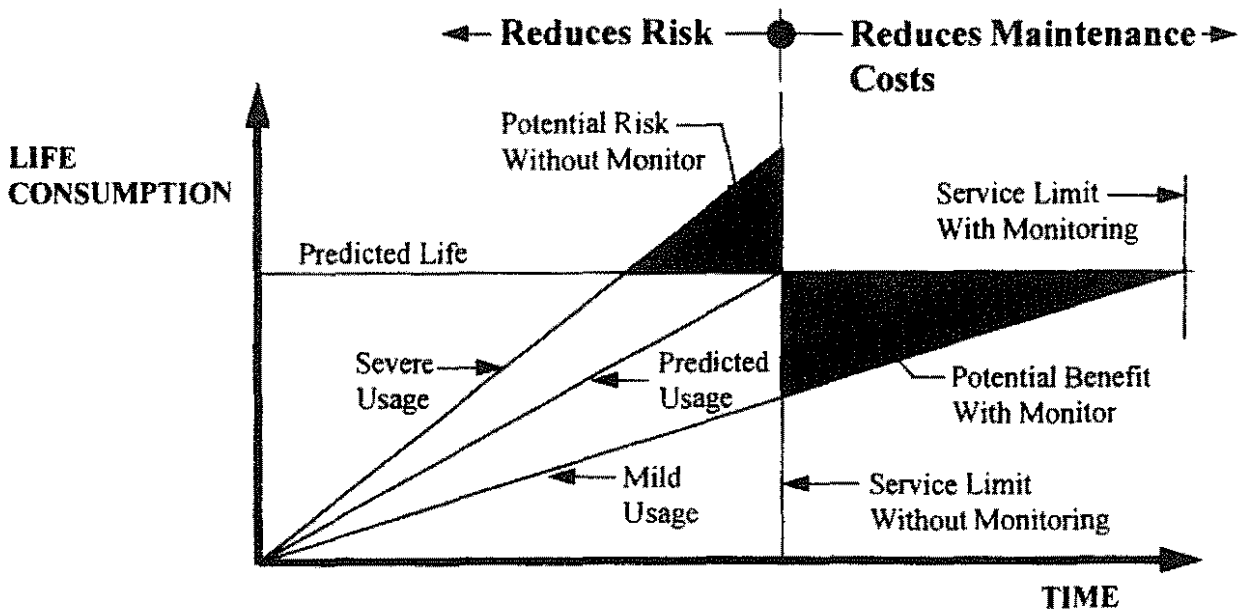 Reduces Risk
Reduces Maintenance
Costs
Potential Risk
Without Monitor
LIFE
CONSUMPTION
Service Limit
With Monitoring
Predicted Life
Severe
Usage
Predicted
Usage
Potential Benefit
With Monitor
Mild
Usage
Service Limit
Without Monitoring
TIME